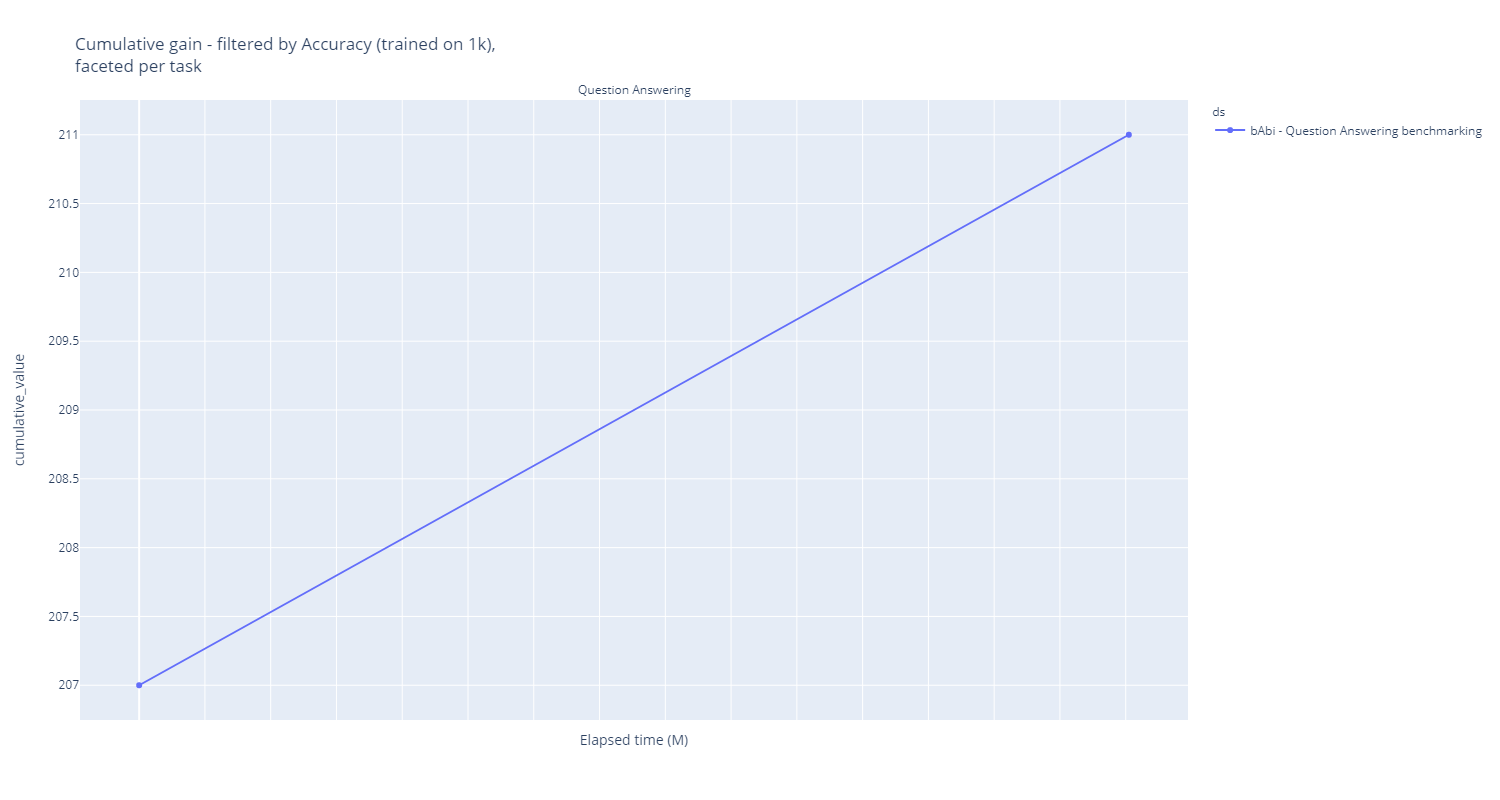 Cumulative gain - filtered by Accuracy (trained on 1k),
faceted per task
Question Answering
ds
bAbi - Question Answering benchmarking
211
210.5
210
209.5
209
208.5
208
207.5
207
cumulative_value
Elapsed time (M)